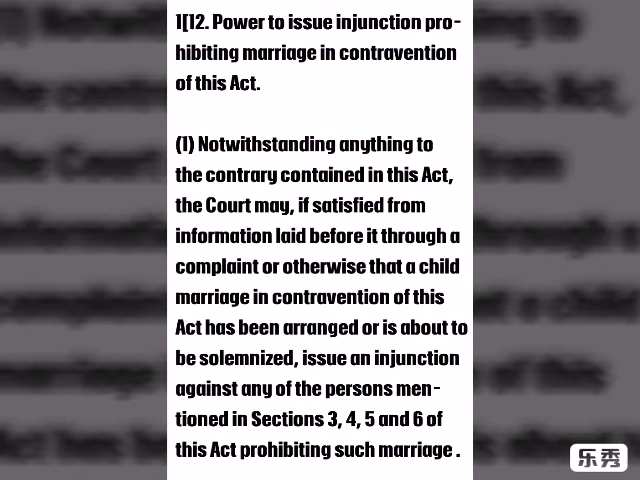 1[12. Power to issue injunction pro-
hibiting marriage in contravention
of this Act.
(1) Notwithstanding anything to
the contrary contained in this Act,
the Court may, if satisfied from
information laid before it through a
complaint or otherwise that a child
marriage in contravention of this
Act has been arranged or is about to
be solemnized, issue an injunction
against any of the persons men-
tioned in Sections 3, 4, 5 and 6 of
this Act prohibiting such marriage .
乐秀